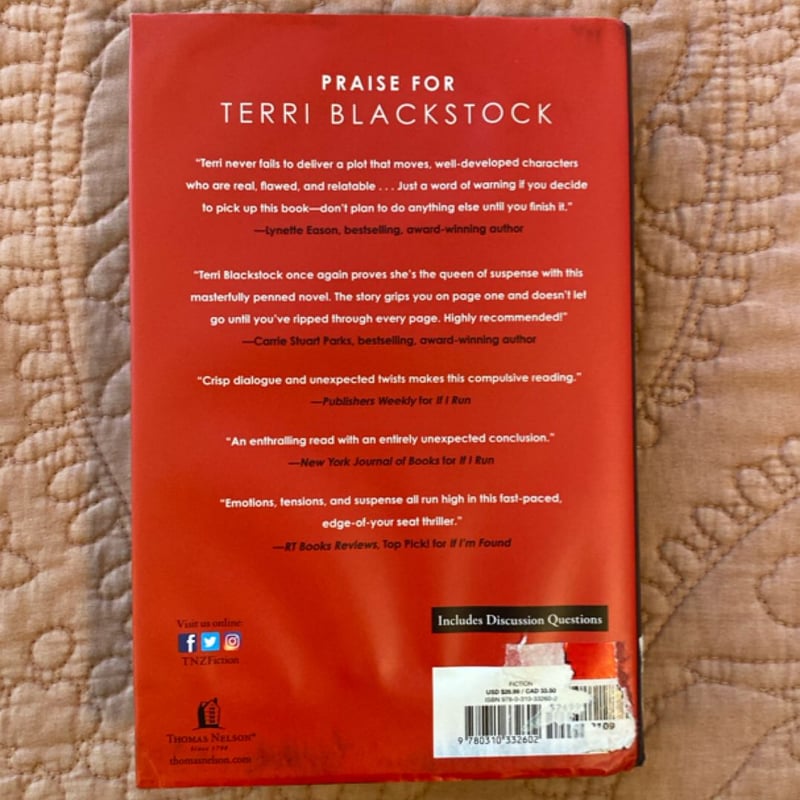 PRAISE FOR
TERRI BLACKSTOCK
"Terri never fails to deliver a plot that moves, well-developed characters
who are real, flawed, and relatable . . . Just a word of warning if you decide
to pick up this book—don't plan to do anything else until you finish it."
—Lynette Eason, bestselling, award-winning author
"Terri Blackstock once again proves she's the queen of suspense with this
masterfully penned novel. The story grips you on page one and doesn't let
go until you've ripped through every page. Highly recommended!"
—Carrie Stuart Parks, bestselling, award-winning author
"Crisp dialogue and unexpected twists makes this compulsive reading."
—Publishers Weekly for If I Run
"An enthralling read with an entirely unexpected conclusion."
—New York Journal of Books for If I Run
"Emotions, tensions, and suspense all run high in this fast-paced,
edge-of-your seat thriller."
—RT Books Reviews, Top Pick! for If I'm Found
Visit us online:
TNZFiction
THOMAS NELSON®
Since 1798
thomasnelson.com
Includes Discussion Questions
FICTION
ISBN 978-0-310-33260-2
9 780310 332602